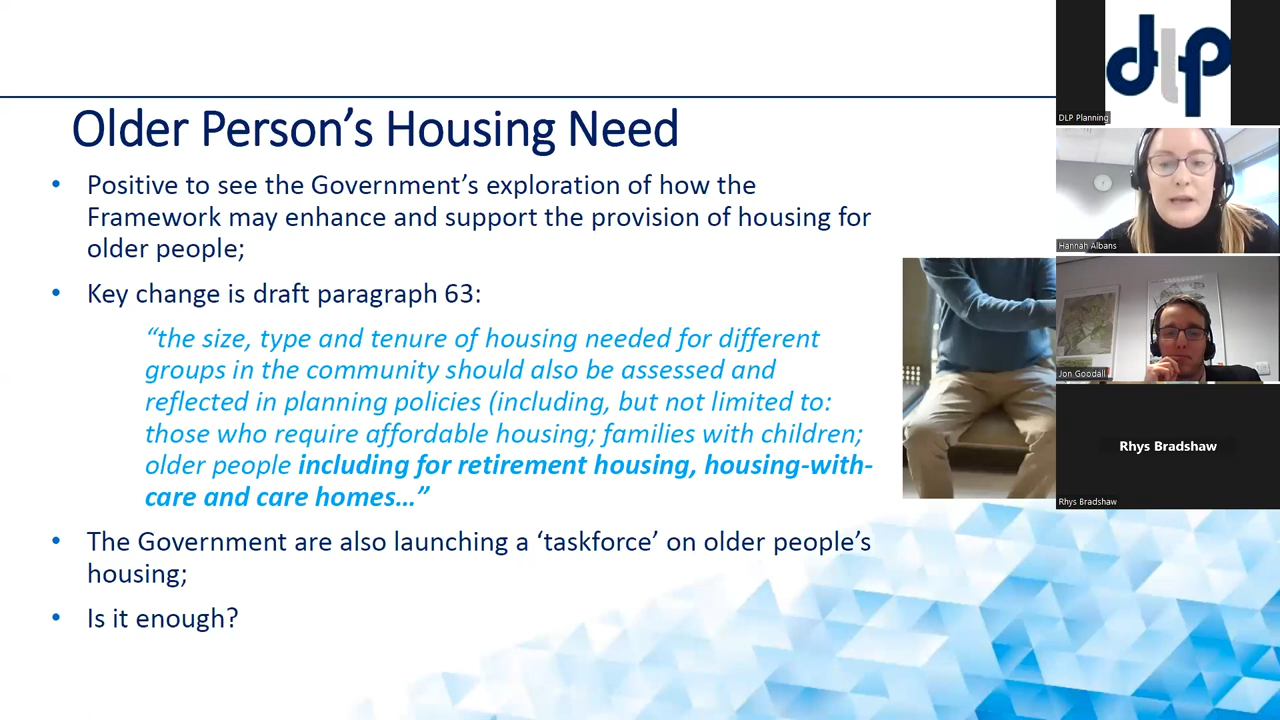 Older Person’s Housing Need
• Positive to see the Government’s exploration of how the
Framework may enhance and support the provision of housing for
older people;
• Key change is draft paragraph 63:
“the size, type and tenure of housing needed for different
groups in the community should also be assessed and
reflected in planning policies (including, but not limited to:
those who require affordable housing; families with children;
older people including for retirement housing, housing-with-
care and care homes…”
• The Government are also launching a ‘taskforce’ on older people’s
housing;
• Is it enough?
dlp
DLP Planning
Hannah Albans
Jon Goodall
Rhys Bradshaw
Rhys Bradshaw